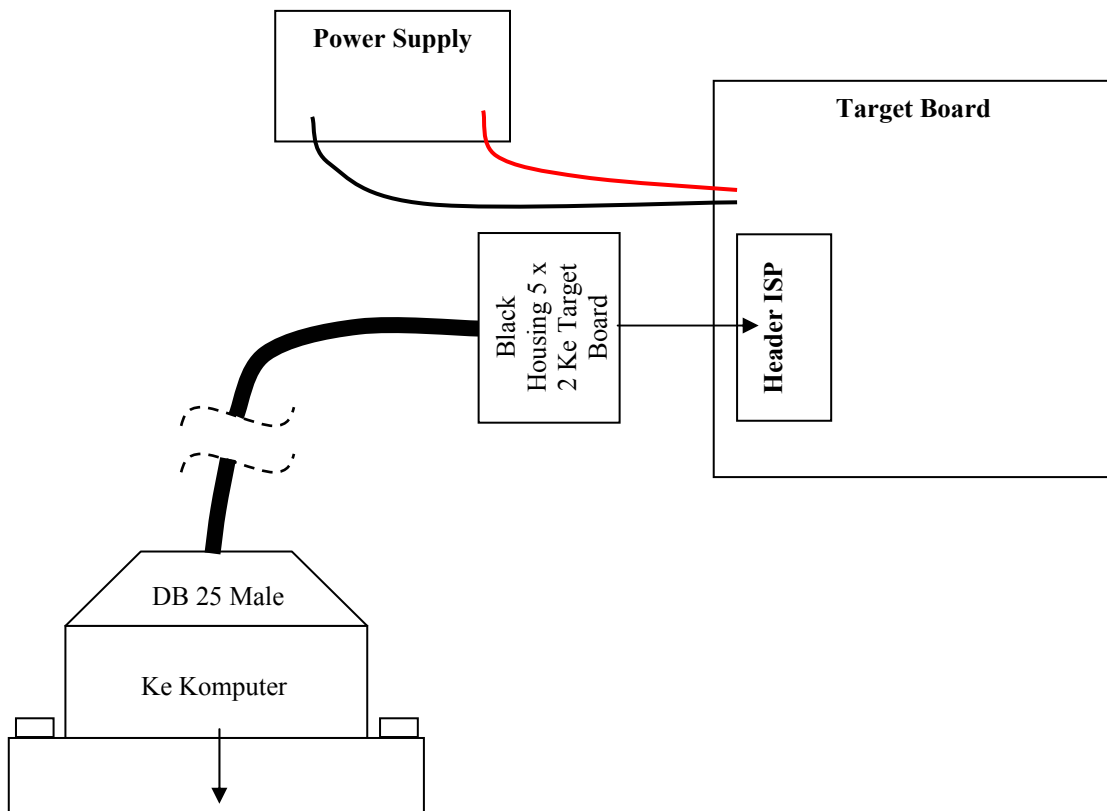 Power Supply
Target Board
Black
Housing 5 x
2 Ke Target
Board
Header ISP
DB 25 Male
Ke Komputer